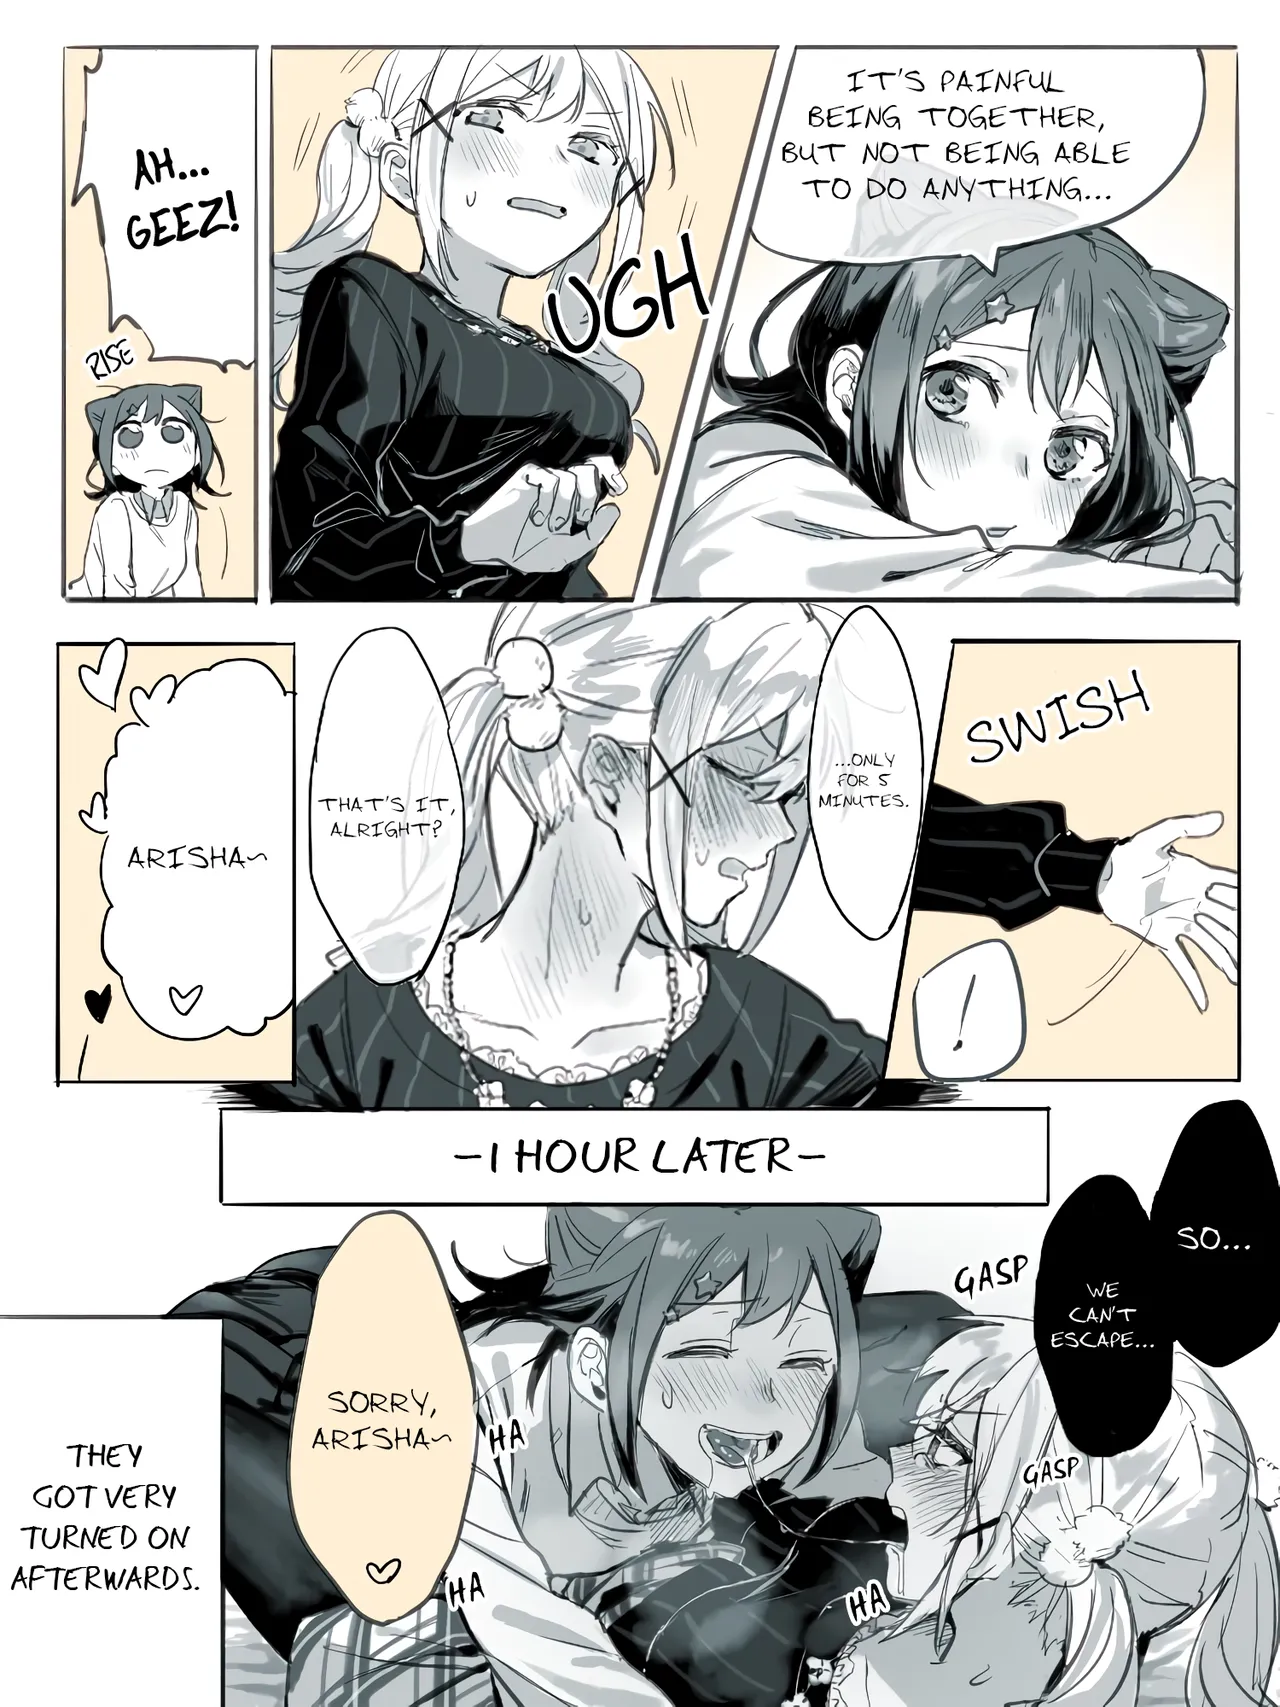 IT'S PAINFUL
BEING TOGETHER,
BUT NOT BEING ABLE
TO DO ANYTHING...
UGH
AH...
GEEZ!
RISE
SWISH
!
...ONLY
FOR 5
MINUTES.
THAT'S IT,
ALRIGHT?
ARISHA~
-1 HOUR LATER-
SO...
WE
CAN'T
ESCAPE...
GASP
GASP
SORRY,
ARISHA~
HA
HA
HA
THEY
GOT VERY
TURNED ON
AFTERWARDS.